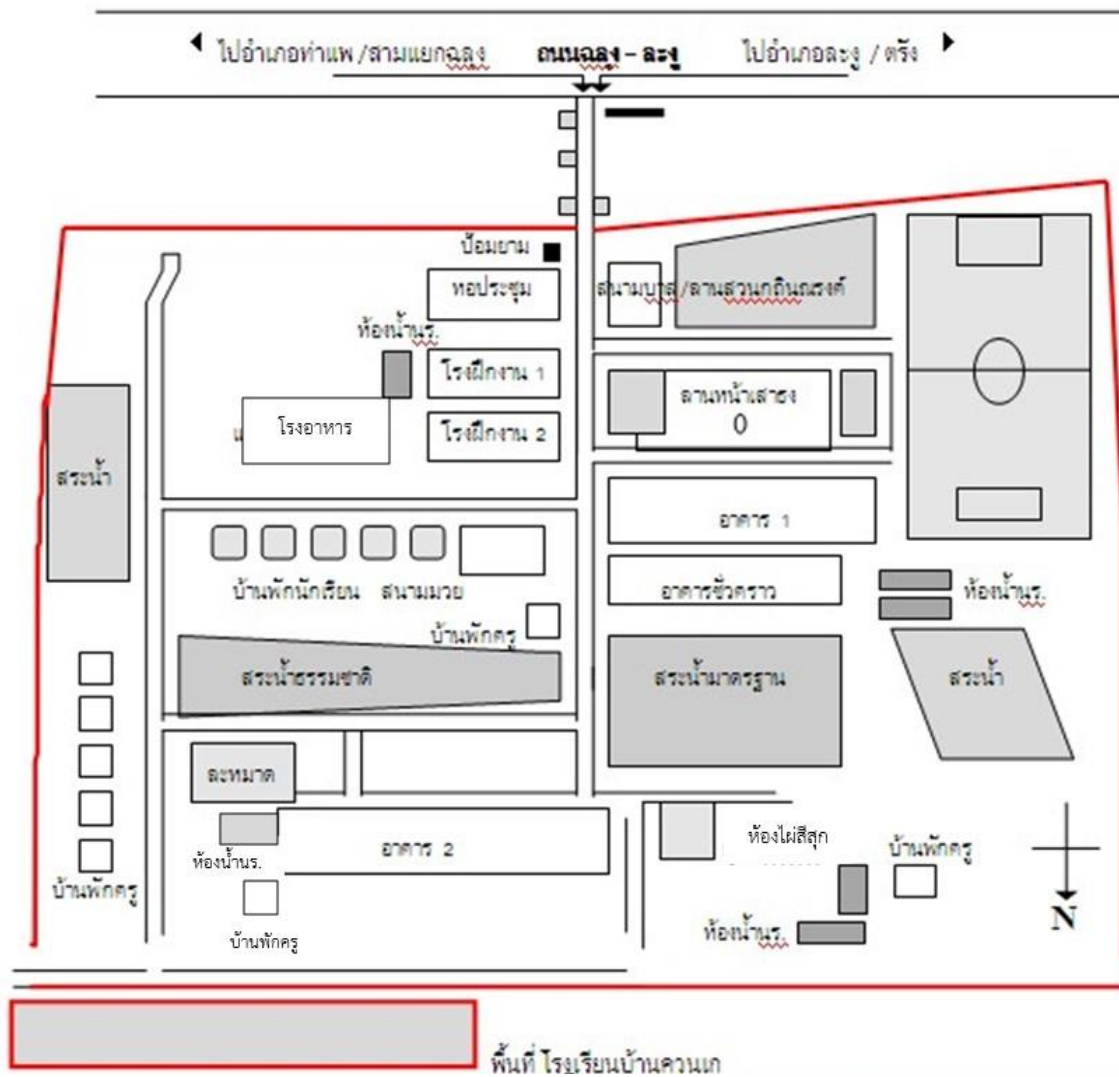 ไปอำเภอท่าแพ /สามแยกฉลุง ถนนฉลุง – ละงู ไปอำเภอละงู / ตรัง
ป้อมยาม
หอประชุม
สนามบาส /ลานสวนกถินณรงค์
ห้องน้ำนร.
โรงฝึกงาน 1
ลานหน้าเสาธง
0
โรงอาหาร
โรงฝึกงาน 2
สระน้ำ
อาคาร 1
บ้านพักนักเรียน สนามมวย
อาคารชั่วคราว
ห้องน้ำนร.
บ้านพักครู
สระน้ำธรรมชาติ
สระน้ำมาตรฐาน
สระน้ำ
ละหมาด
อาคาร 2
ห้องไผ่สีสุก
ห้องน้ำนร.
บ้านพักครู
บ้านพักครู
บ้านพักครู
ห้องน้ำนร.
N
พื้นที่ โรงเรียนบ้านควนเก